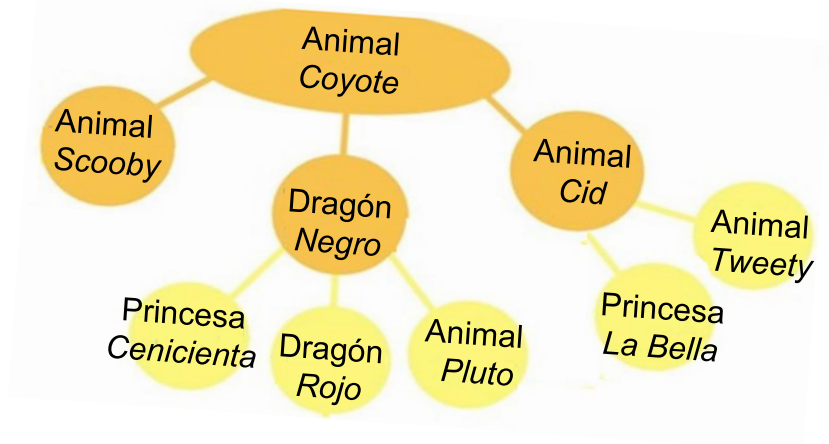 Animal
Coyote
Animal
Scooby
Dragón
Negro
Animal
Cid
Animal
Tweety
Princesa
Cenicienta
Dragón
Rojo
Animal
Pluto
Princesa
La Bella